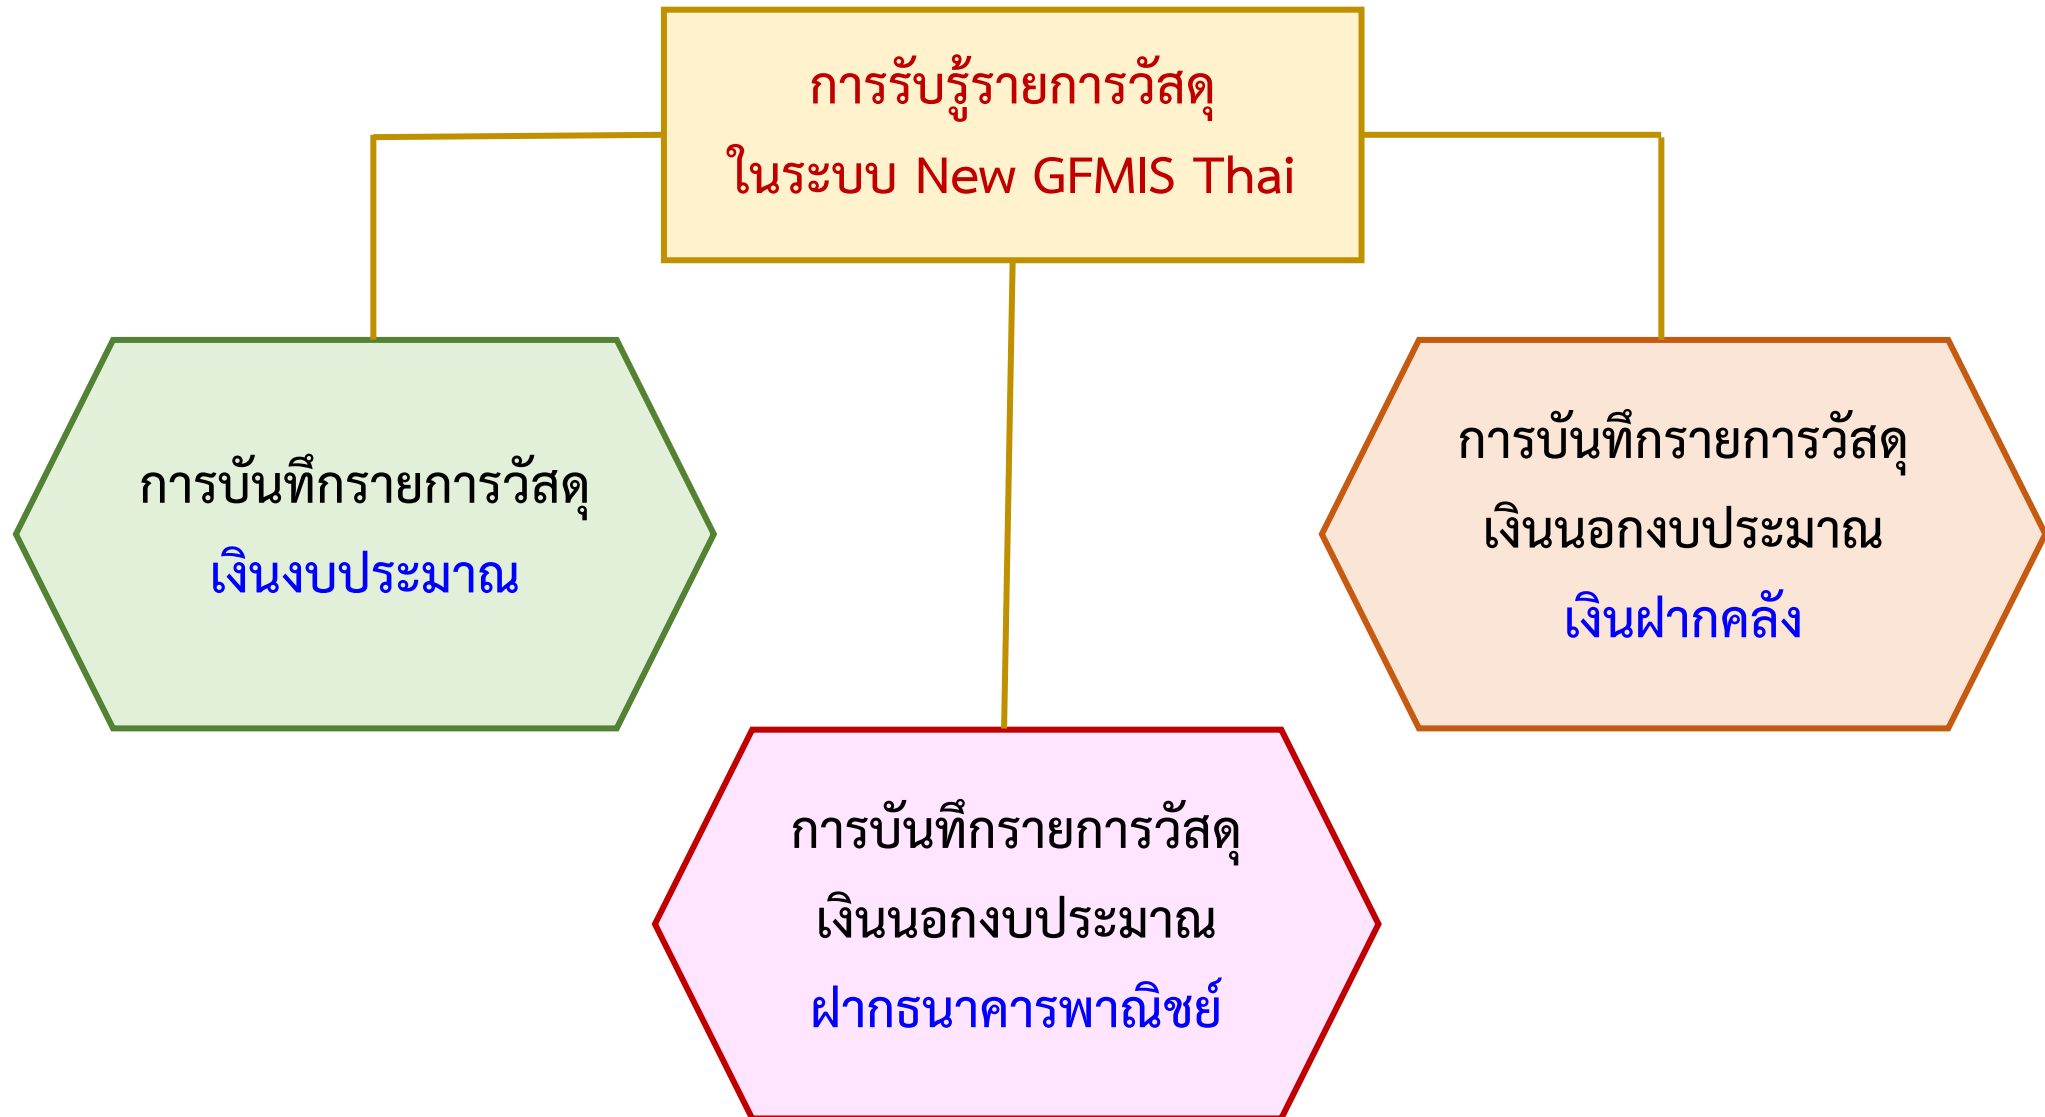 การรับรู้รายการวัสดุ
ในระบบ New GFMIS Thai
การบันทึกรายการวัสดุ
เงินงบประมาณ
การบันทึกรายการวัสดุ
เงินนอกงบประมาณ
เงินฝากคลัง
การบันทึกรายการวัสดุ
เงินนอกงบประมาณ
ฝากธนาคารพาณิชย์